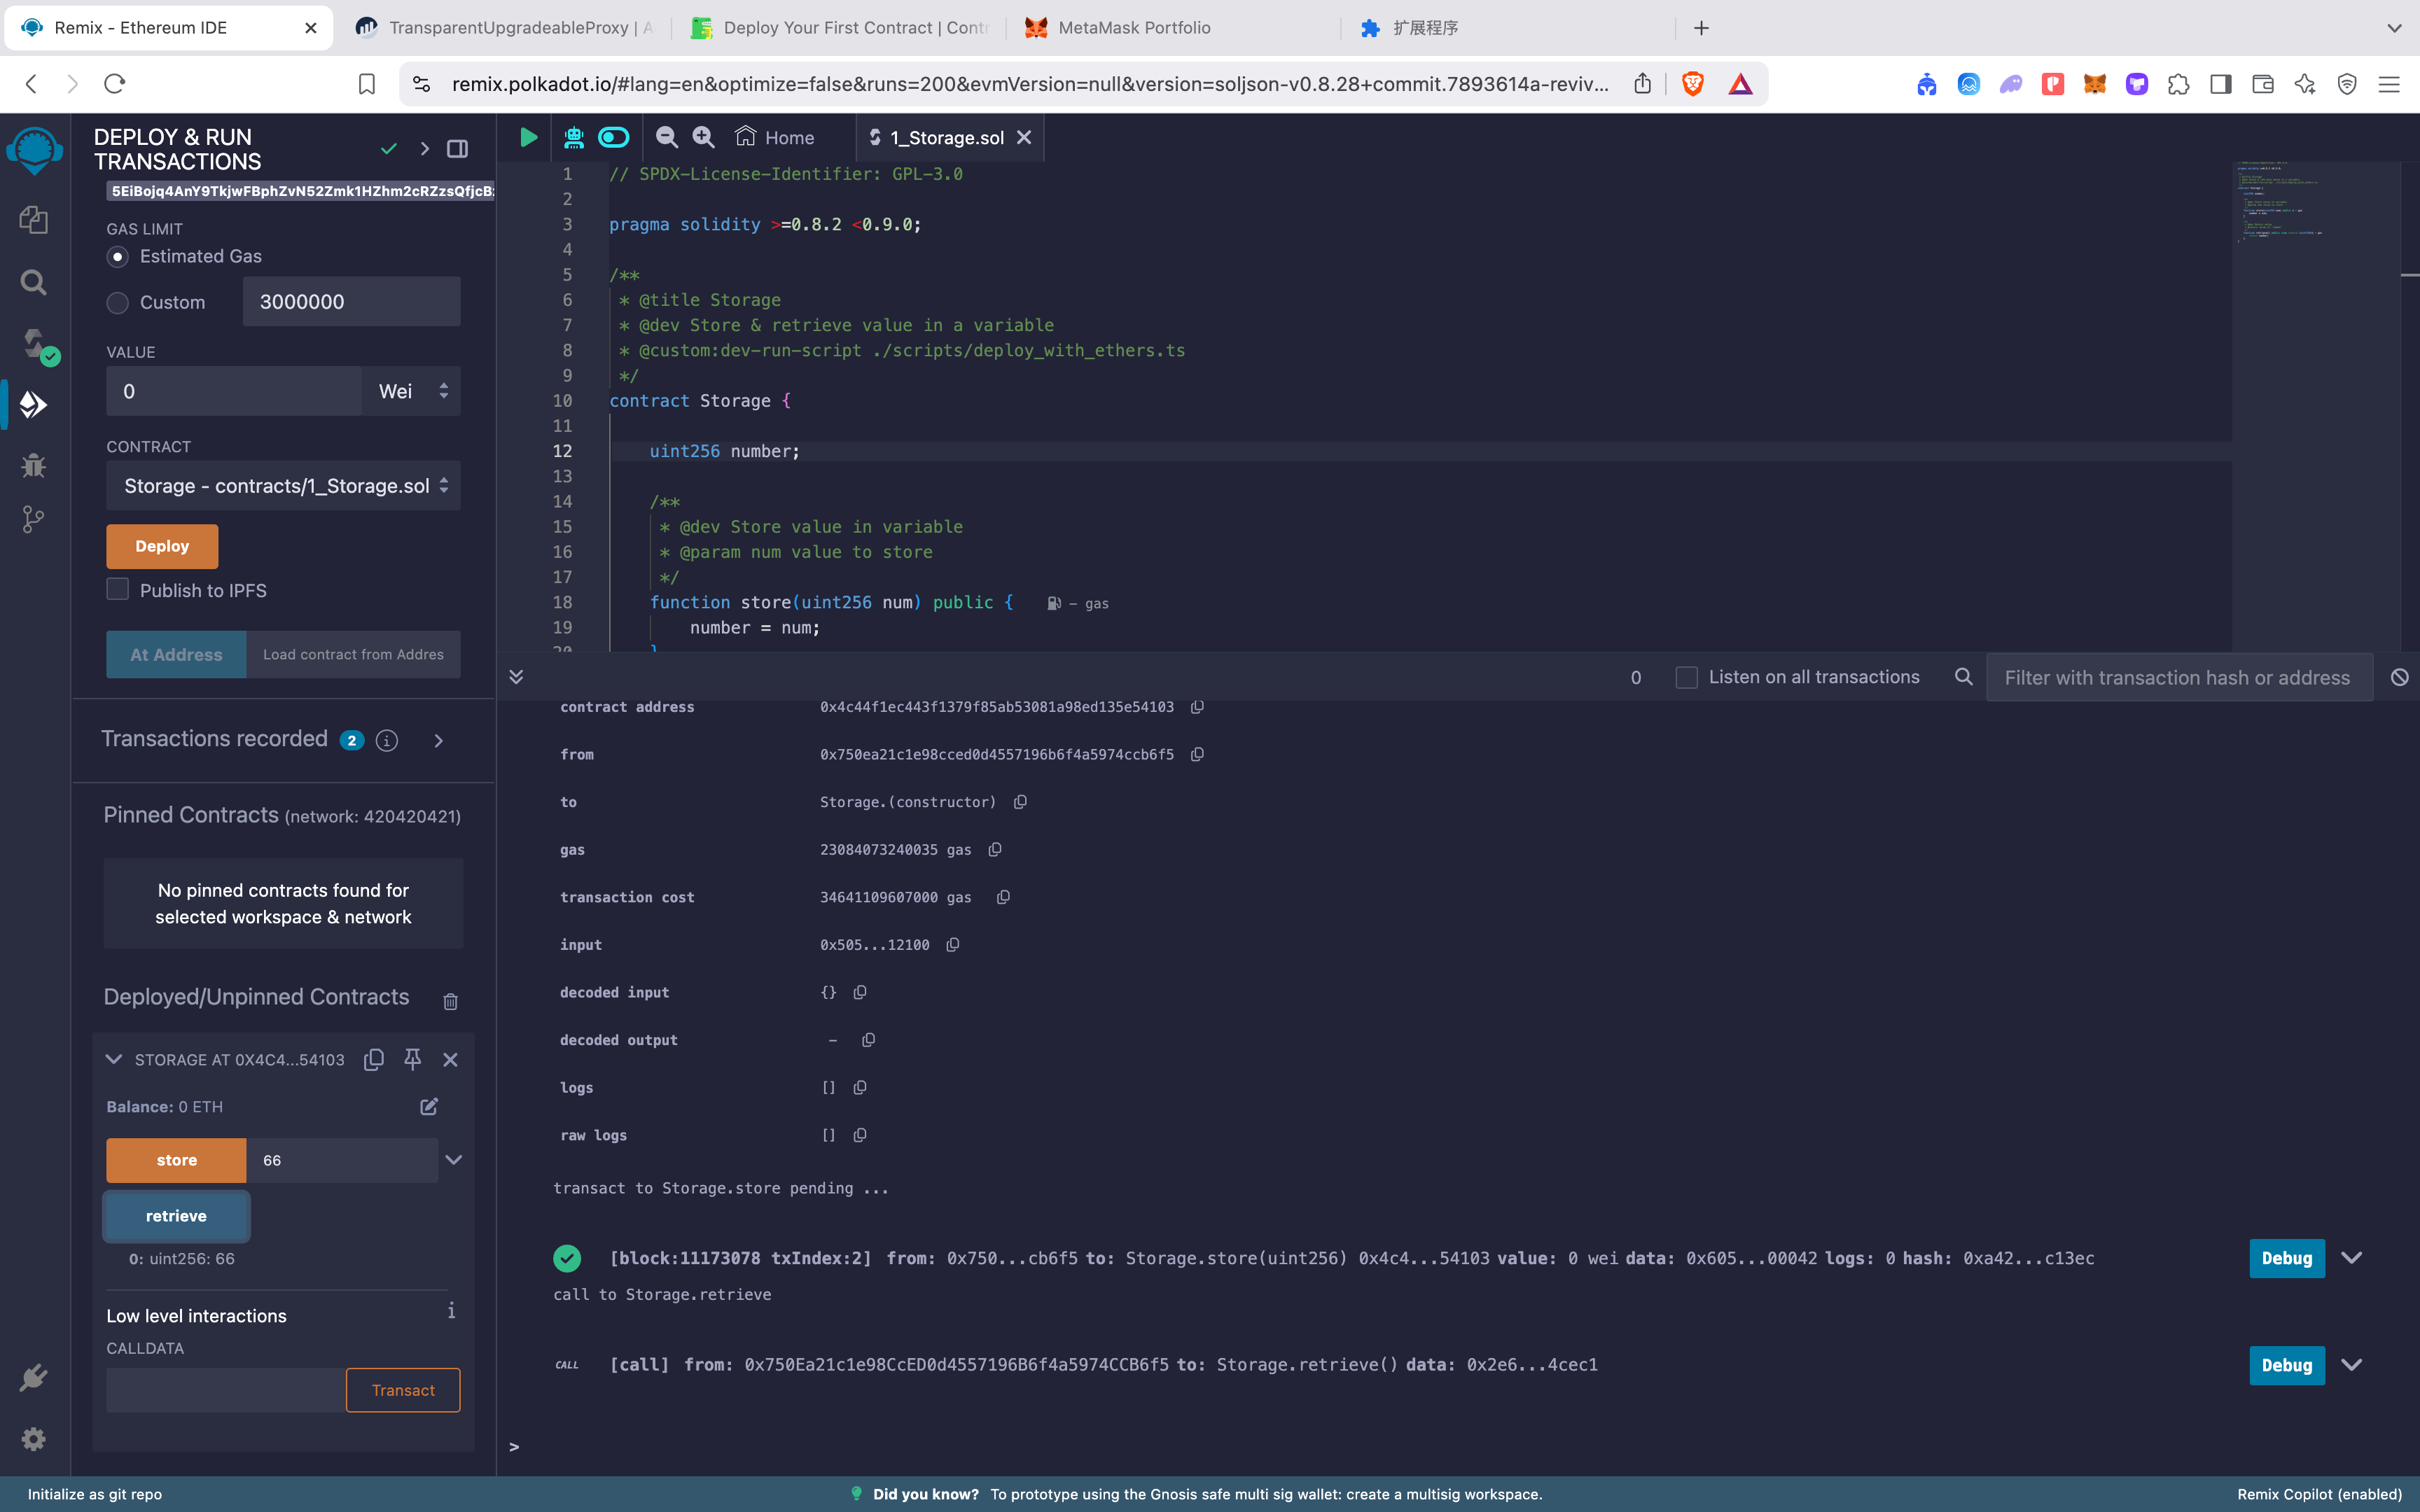 Remix - Ethereum IDE
TransparentUpgradeableProxy | A
Deploy Your First Contract | Contr
MetaMask Portfolio
扩展程序
remix.polkadot.io/#lang=en&optimize=false&runs=200&evmVersion=null&version=soljson-v0.8.28+commit.7893614a-reviv...
DEPLOY & RUN
TRANSACTIONS
5EiBojq4AnY9TkjwFBphZvN52Zmk1HZhm2cRZzsQfjcB
GAS LIMIT
Estimated Gas
Custom
3000000
VALUE
0
Wei
CONTRACT
Storage - contracts/1_Storage.sol
Deploy
Publish to IPFS
At Address
Load contract from Addres
Transactions recorded 2 i
Pinned Contracts (network: 420420421)
No pinned contracts found for
selected workspace & network
Deployed/Unpinned Contracts
STORAGE AT 0X4C4...54103
Balance: 0 ETH
store
66
retrieve
0: uint256: 66
Low level interactions
i
CALLDATA
Transact
Home
1_Storage.sol
1 // SPDX-License-Identifier: GPL-3.0
2
3 pragma solidity >=0.8.2 <0.9.0;
4
5 /**
6 * @title Storage
7 * @dev Store & retrieve value in a variable
8 * @custom:dev-run-script ./scripts/deploy_with_ethers.ts
9 */
10 contract Storage {
11
12 uint256 number;
13
14 /**
15 * @dev Store value in variable
16 * @param num value to store
17 */
18 function store(uint256 num) public { - gas
19 number = num;
20 }
0
Listen on all transactions
Filter with transaction hash or address
contract address 0x4c44f1ec443f1379f85ab53081a98ed135e54103
from 0x750ea21c1e98cced0d4557196b6f4a5974ccb6f5
to Storage.(constructor)
gas 23084073240035 gas
transaction cost 34641109607000 gas
input 0x505...12100
decoded input {}
decoded output -
logs []
raw logs []
transact to Storage.store pending ...
[block:11173078 txIndex:2] from: 0x750...cb6f5 to: Storage.store(uint256) 0x4c4...54103 value: 0 wei data: 0x605...00042 logs: 0 hash: 0xa42...c13ec
Debug
call to Storage.retrieve
CALL [call] from: 0x750Ea21c1e98CcED0d4557196B6f4a5974CCB6f5 to: Storage.retrieve() data: 0x2e6...4cec1
Debug
>
Initialize as git repo
Did you know? To prototype using the Gnosis safe multi sig wallet: create a multisig workspace.
Remix Copilot (enabled)